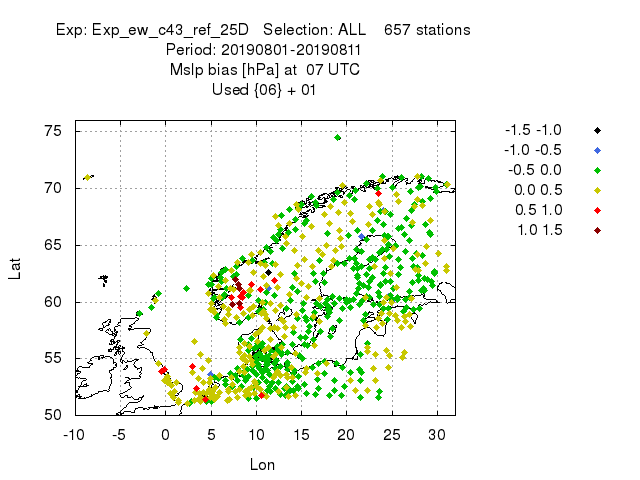 Exp: Exp_ew_c43_ref_25D Selection: ALL 657 stations
Period: 20190801-20190811
Mslp bias [hPa] at 07 UTC
Used {06} + 01
-1.5 -1.0
-1.0 -0.5
-0.5 0.0
0.0 0.5
0.5 1.0
1.0 1.5
75
70
65
60
55
50
Lat
-10 -5 0 5 10 15 20 25 30
Lon